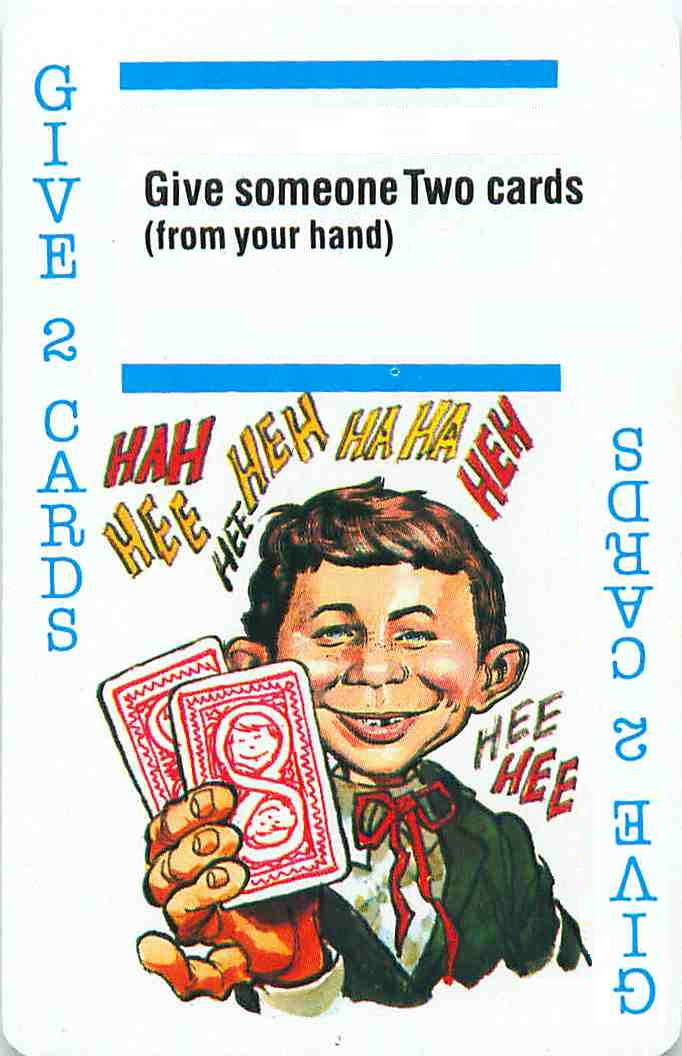 GIVE 2 CARDS
Give someone Two cards
(from your hand)
HAH
HEE
HEE
HEH
HA HA
HEH
HEE
HEE
GIVE 2 CARDS